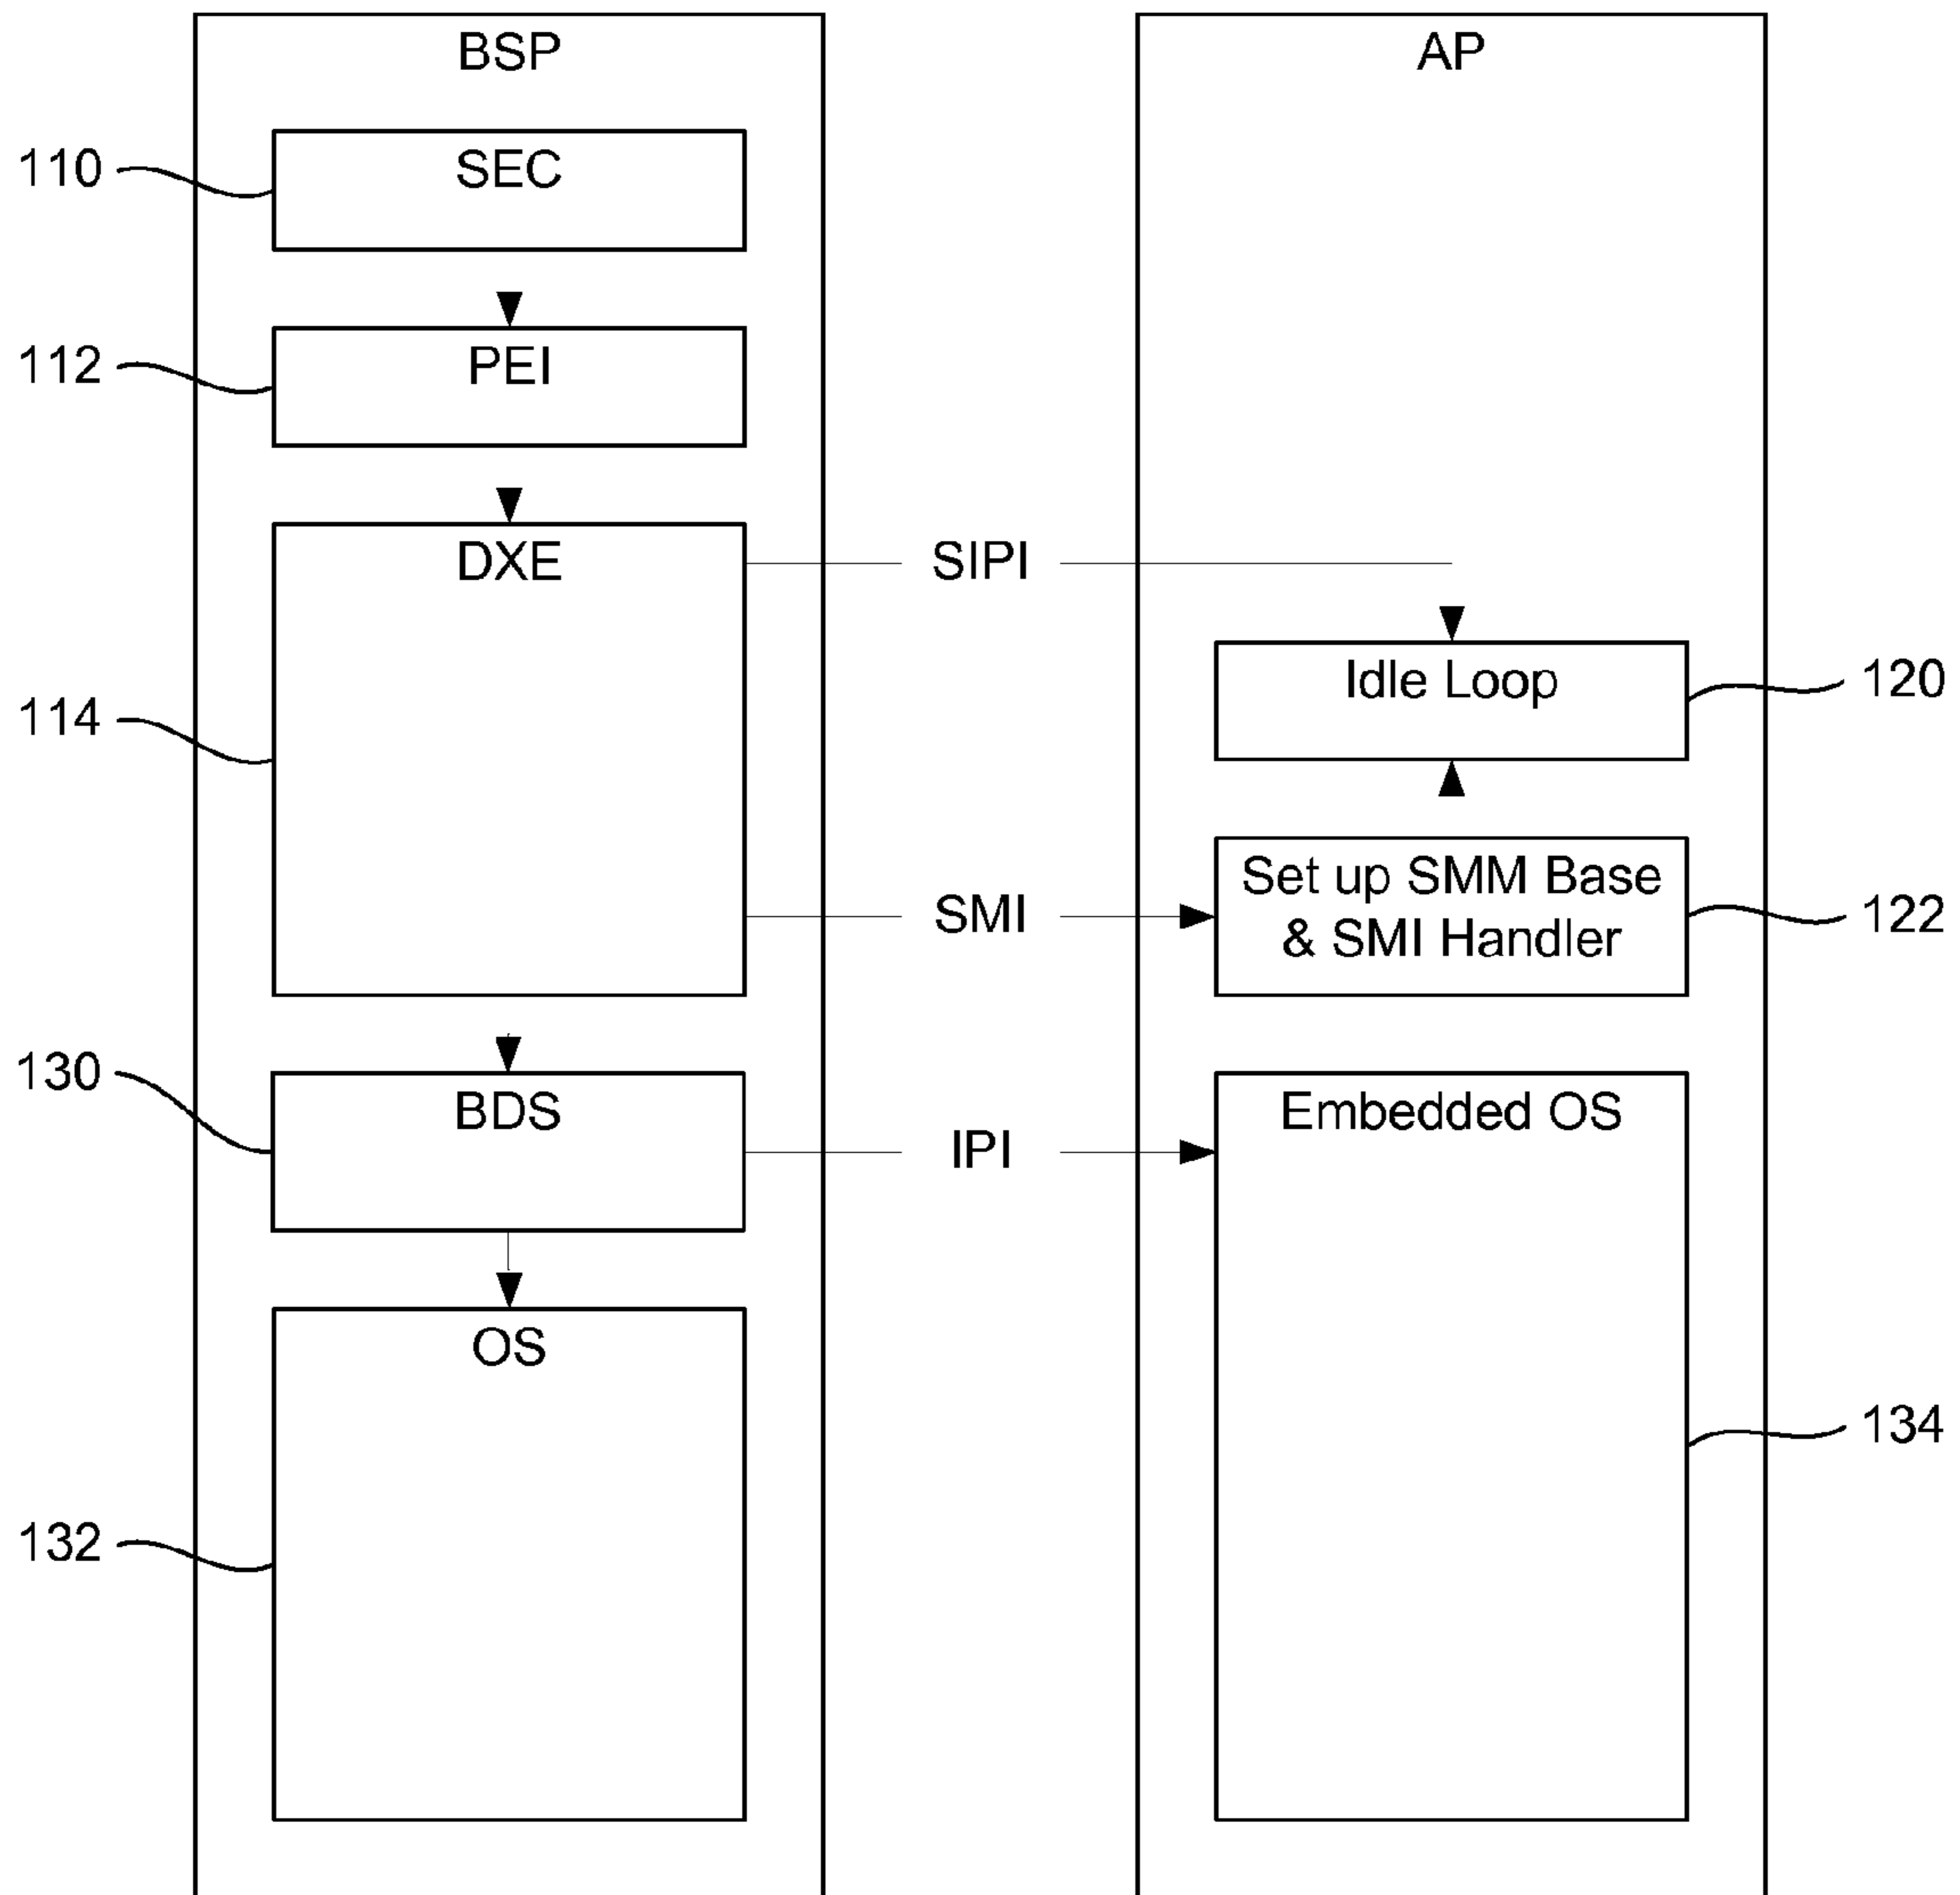 BSP
AP
110
SEC
112
PEI
DXE
SIPI
114
Idle Loop
120
SMI
Set up SMM Base
& SMI Handler
122
130
BDS
IPI
Embedded OS
OS
132
134